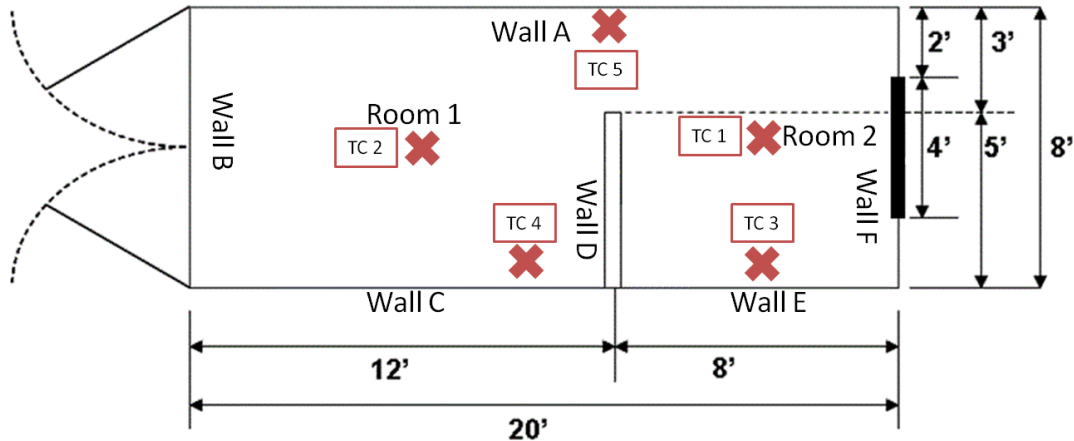 Wall A
TC 5
2’
3’
Wall B
Room 1
TC 2
TC 1
Room 2
4’
5’
8’
Wall D
Wall F
TC 4
TC 3
Wall C
Wall E
12’
8’
20’